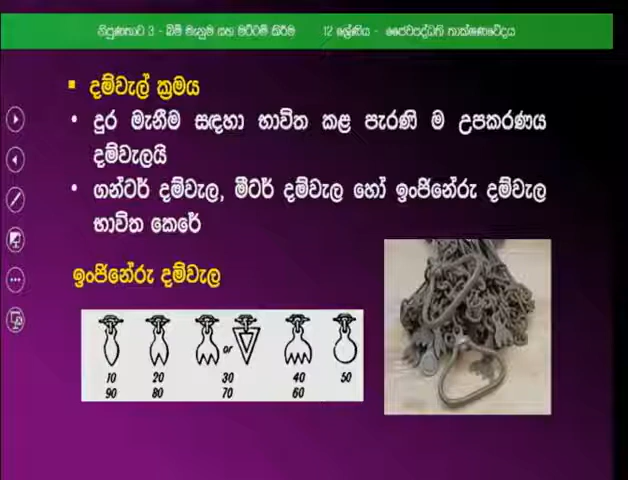 නිපුණතාව 3 - බිම් මැනුම සහ මට්ටම් කිරීම 12 ශ්‍රේණිය - ජෛවපද්ධති තාක්ෂණවේදය
දම්වැල් ක්‍රමය
දුර මැනීම සඳහා භාවිත කළ පැරණි ම උපකරණය
දම්වැලයි
ගන්ටර් දම්වැල, මීටර් දම්වැල හෝ ඉංජිනේරු දම්වැල
භාවිත කෙරේ
ඉංජිනේරු දම්වැල
or
10 20 30 40 50
90 80 70 60